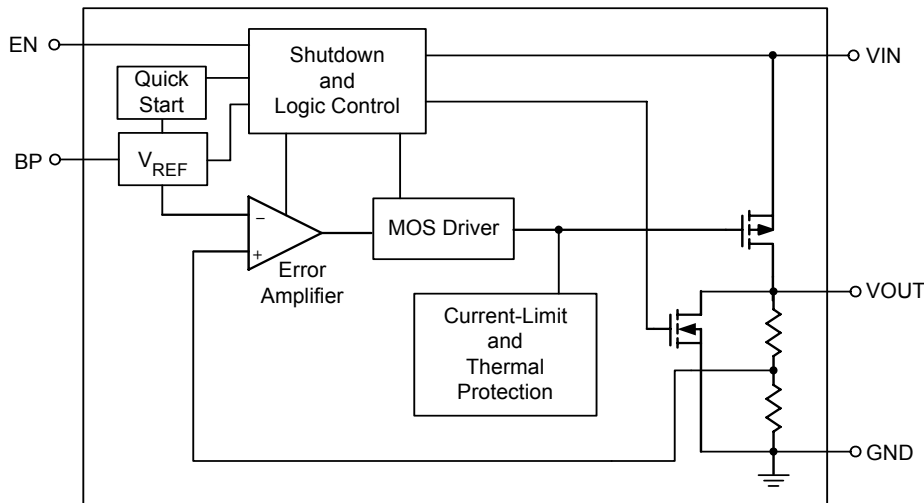 EN
Shutdown
and
Logic Control
VIN
Quick
Start
BP
VREF
−
+
Error
Amplifier
MOS Driver
Current-Limit
and
Thermal
Protection
VOUT
GND